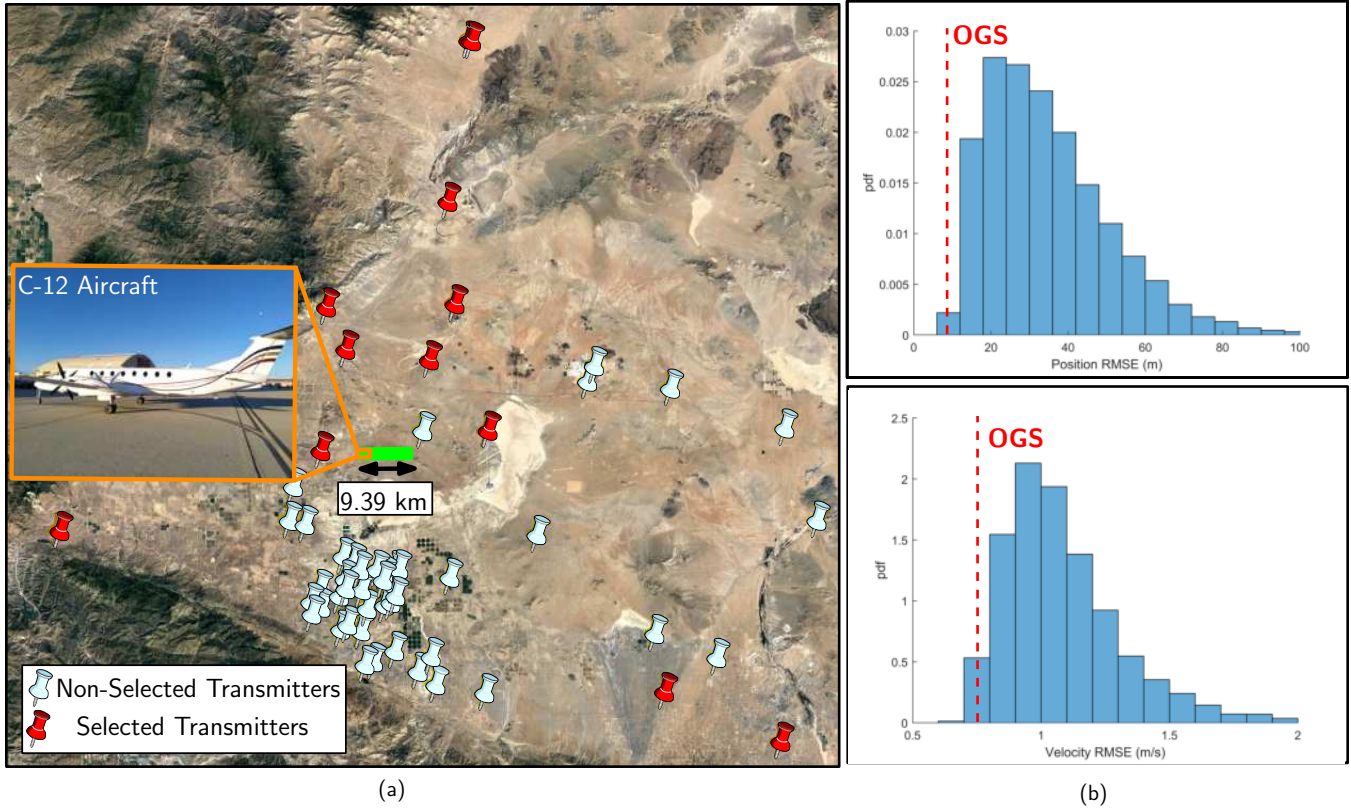 C-12 Aircraft
9.39 km
Non-Selected Transmitters
Selected Transmitters
(a)
OGS
0.03
0.025
0.02
0.015
0.01
0.005
0
pdf
0 20 40 60 80 100
Position RMSE (m)
OGS
2.5
2
1.5
1
0.5
0
pdf
0.5 1 1.5 2
Velocity RMSE (m/s)
(b)